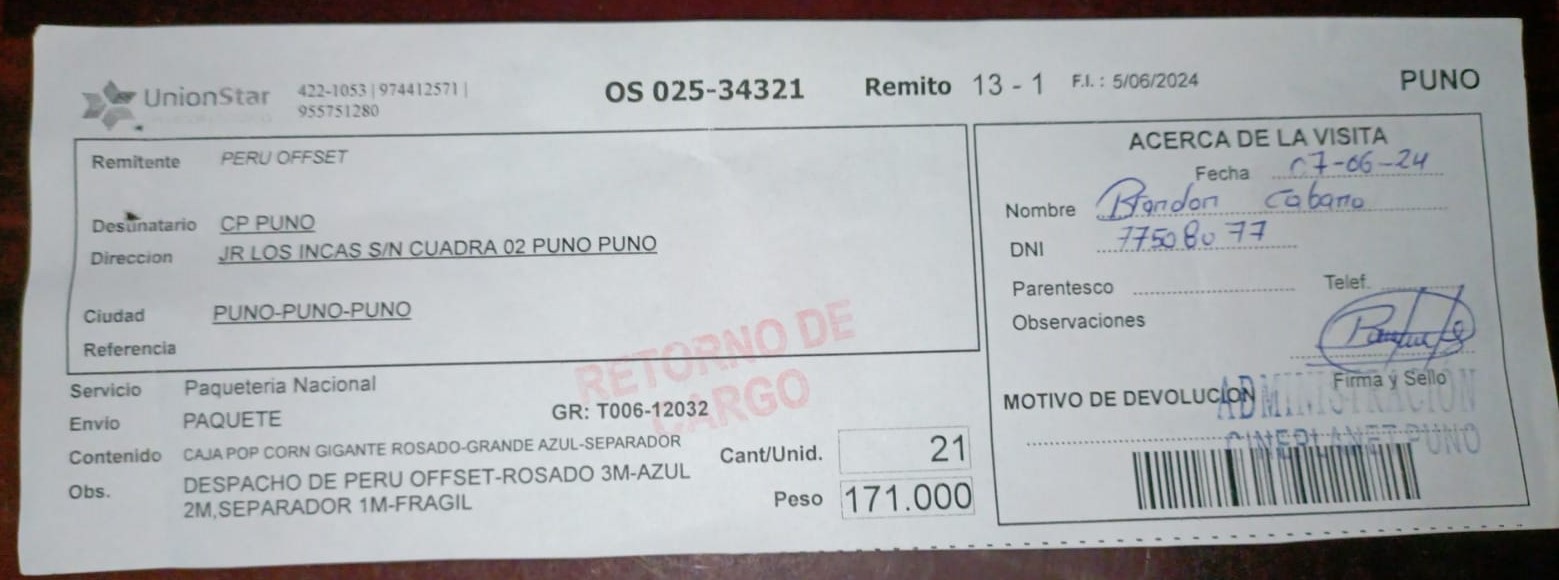 UnionStar
422-1053 | 974412571 |
955751280
OS 025-34321
Remito 13 - 1 F.I. : 5/06/2024
PUNO
Remitente PERU OFFSET
Destinatario CP PUNO
Direccion JR LOS INCAS S/N CUADRA 02 PUNO PUNO
Ciudad PUNO-PUNO-PUNO
Referencia
ACERCA DE LA VISITA
Fecha 07-06-24
Nombre Brandon Cabana
DNI 77508077
Parentesco Telef.
Observaciones
Firma y Sello
MOTIVO DE DEVOLUCION
ADMINISTRACION
CINEPLANET PUNO
RETORNO DE
CARGO
Servicio Paqueteria Nacional
Envio PAQUETE GR: T006-12032
Contenido CAJA POP CORN GIGANTE ROSADO-GRANDE AZUL-SEPARADOR
Obs. DESPACHO DE PERU OFFSET-ROSADO 3M-AZUL
2M,SEPARADOR 1M-FRAGIL
Cant/Unid. 21
Peso 171.000